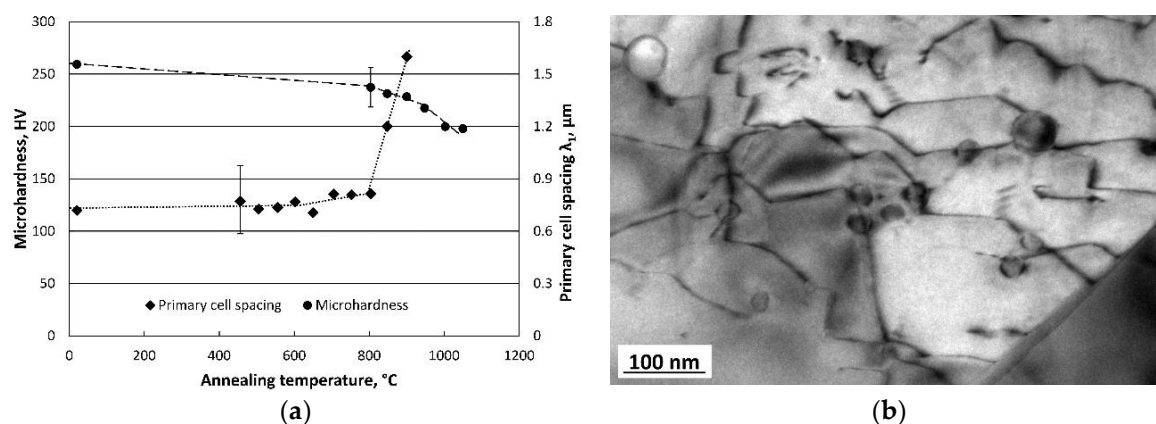 300
250
200
150
100
50
0
Microhardness, HV
1.8
1.5
1.2
0.9
0.6
0.3
0
Primary cell spacing λ₁, µm
Primary cell spacing
Microhardness
0 200 400 600 800 1000 1200
Annealing temperature, °C
(a)
100 nm
(b)